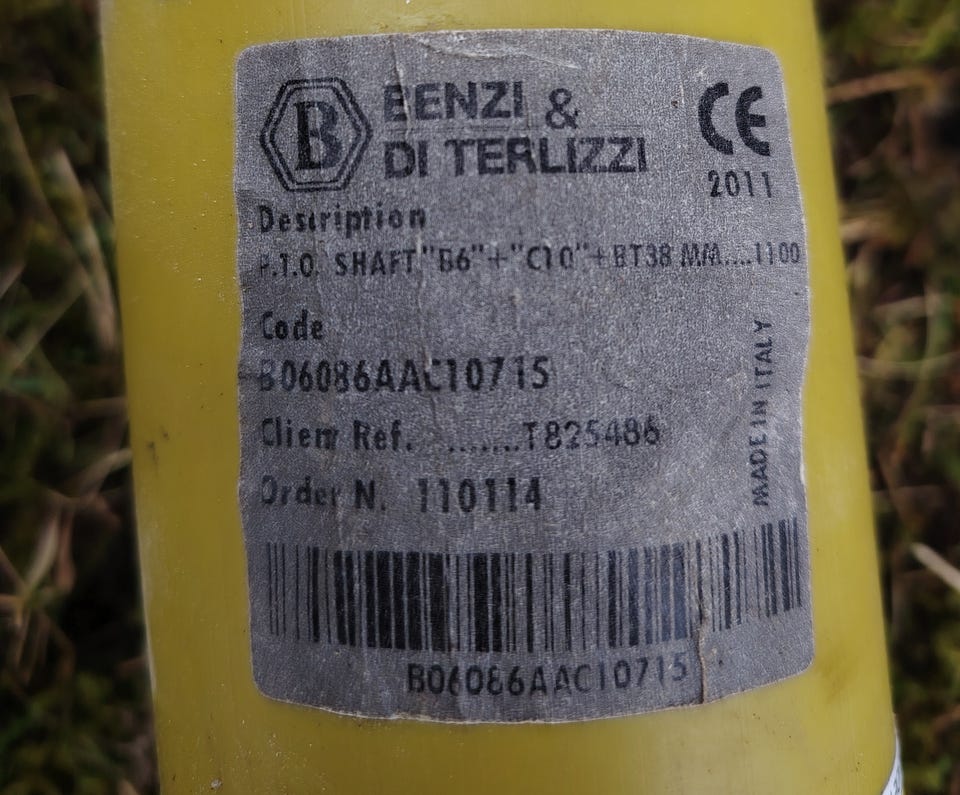 B
BENZI &
DI TERLIZZI
CE
2011
Description
P.T.O. SHAFT "B6"+"C10"+BT38 MM....1100
Code
B06086AAC10715
Client Ref. .......T825486
Order N. 110114
MADE IN ITALY
B06086AAC10715